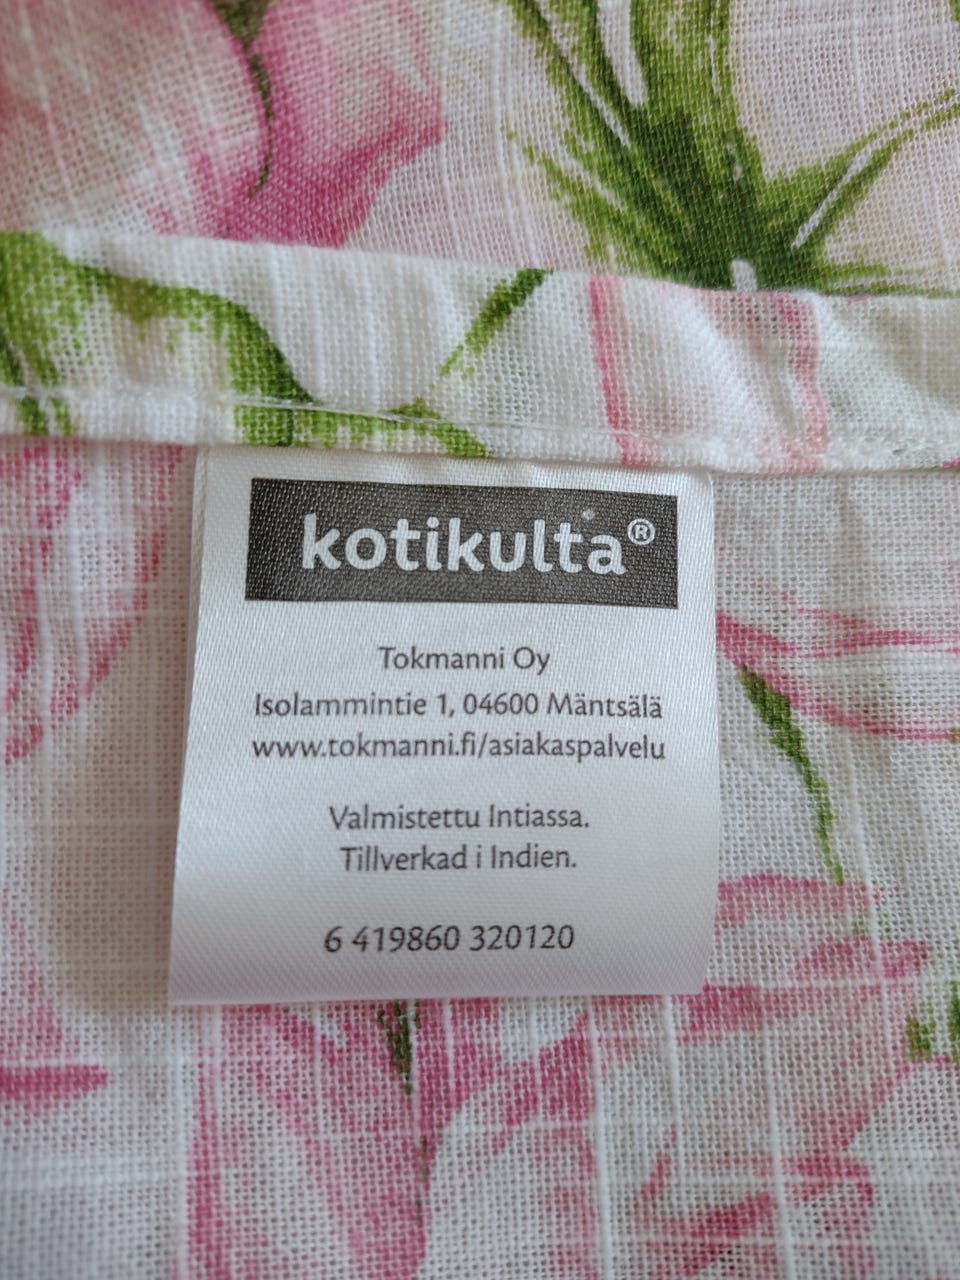 kotikulta®
Tokmanni Oy
Isolammintie 1, 04600 Mäntsälä
www.tokmanni.fi/asiakaspalvelu
Valmistettu Intiassa.
Tillverkad i Indien.
6 419860 320120